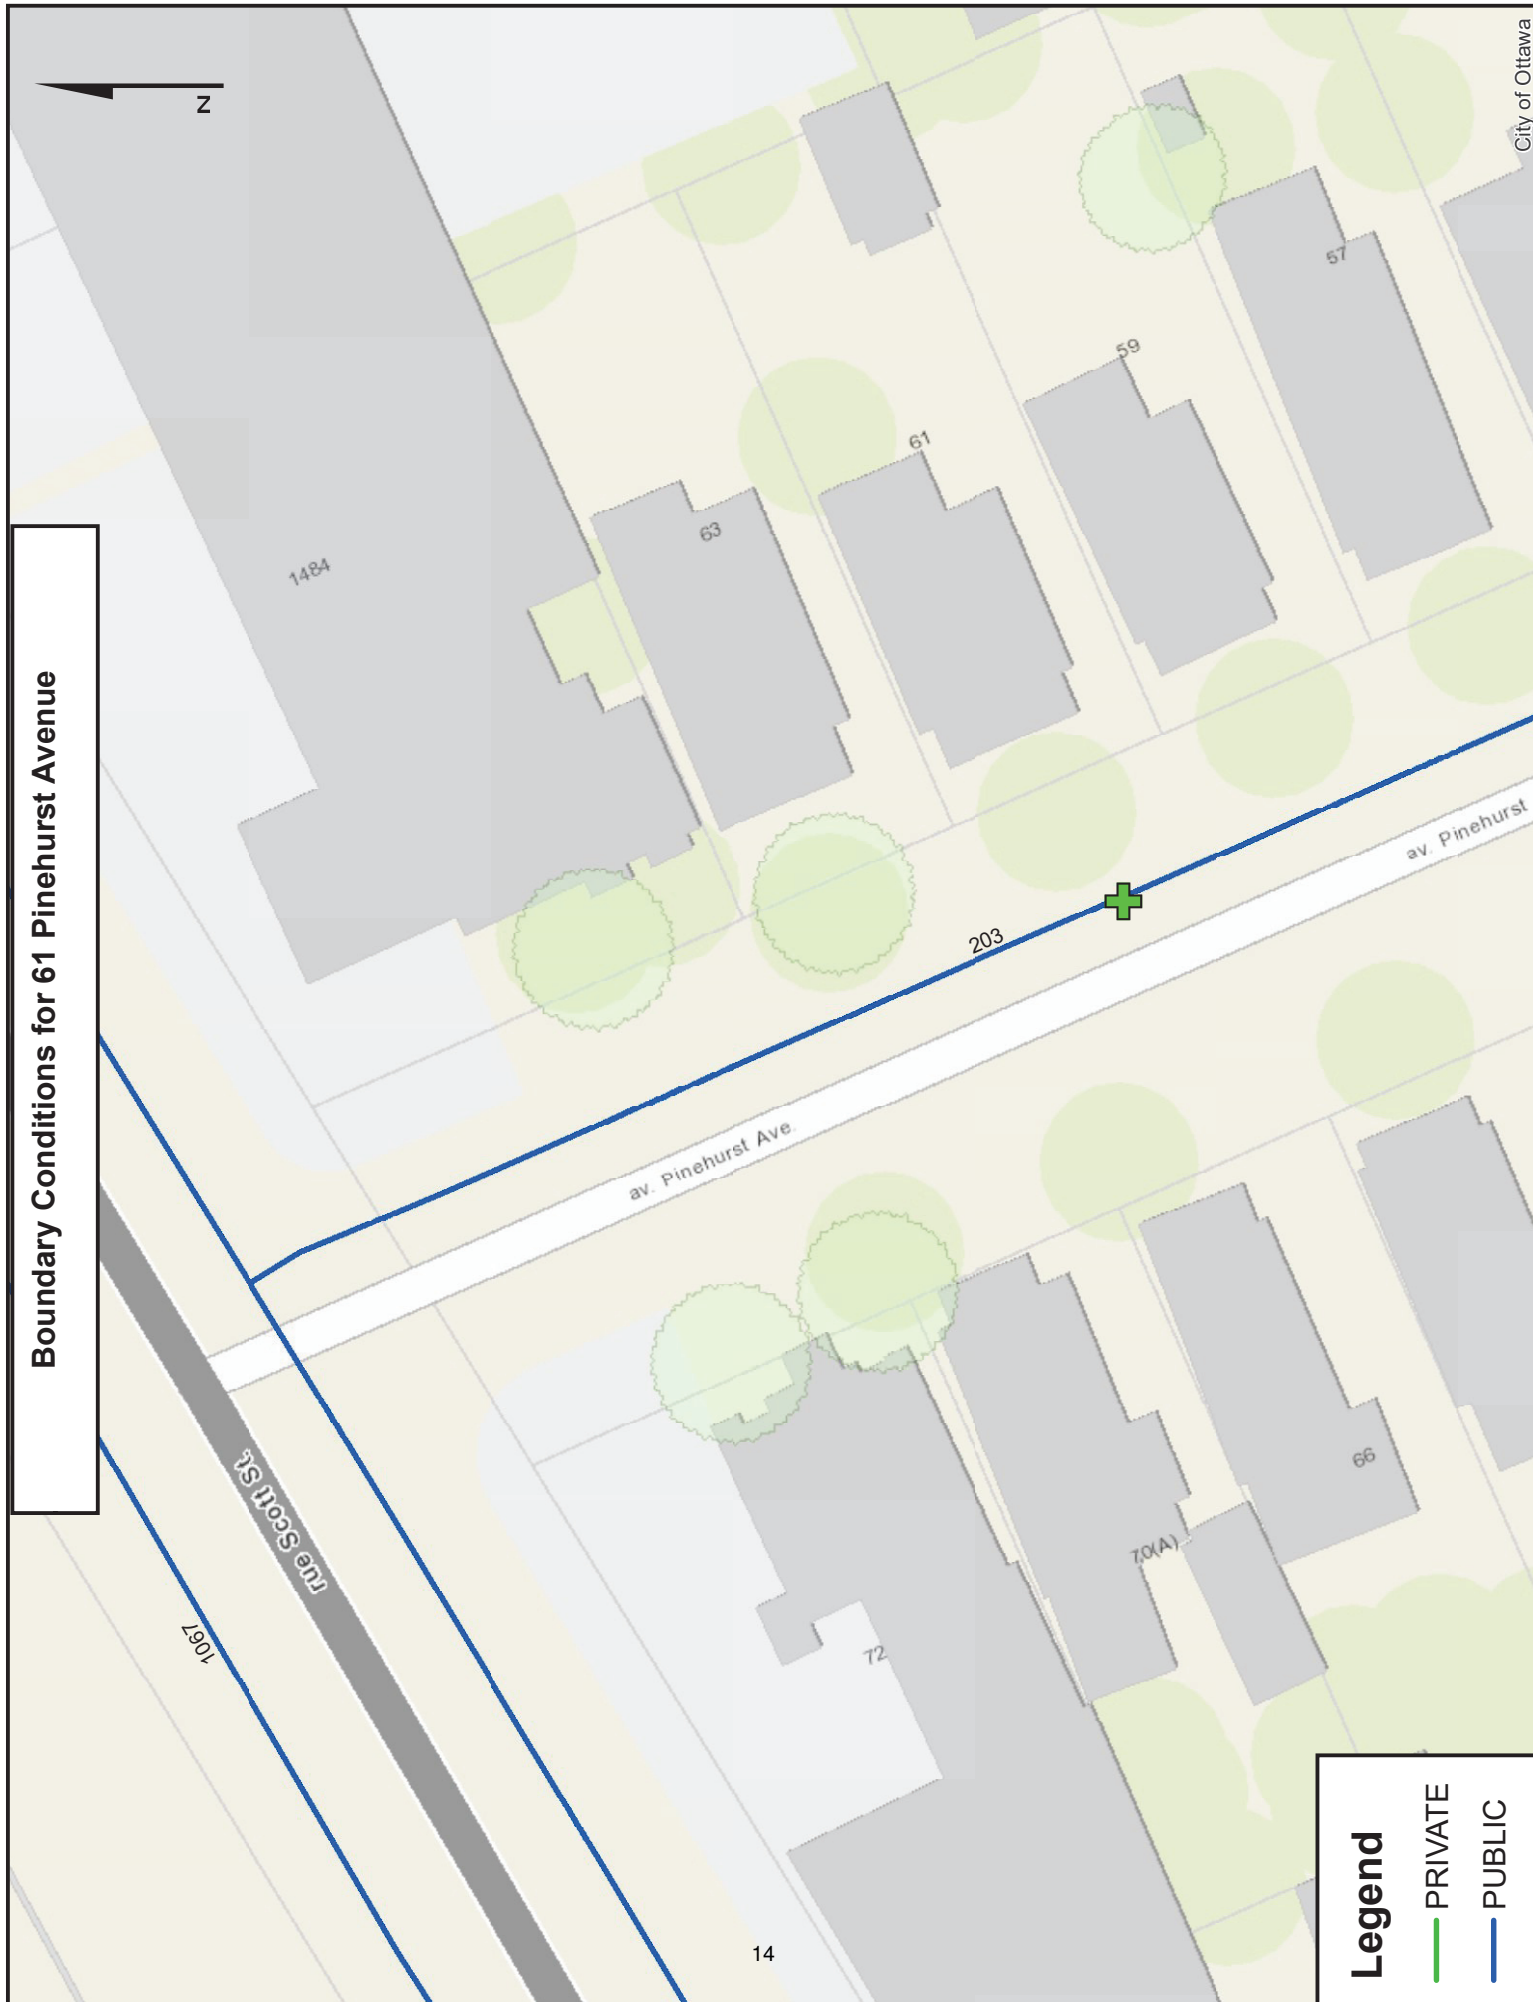 Boundary Conditions for 61 Pinehurst Avenue
N
City of Ottawa
1484
63
61
59
57
203
av. Pinehurst
av. Pinehurst Ave.
rue Scott St.
1067
72
70(A)
66
14
Legend
PRIVATE
PUBLIC